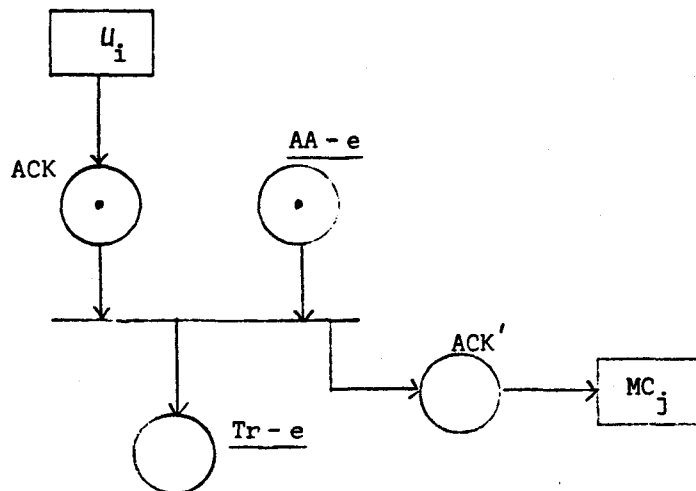 u_i
AA - e
ACK
ACK'
MC_j
Tr - e